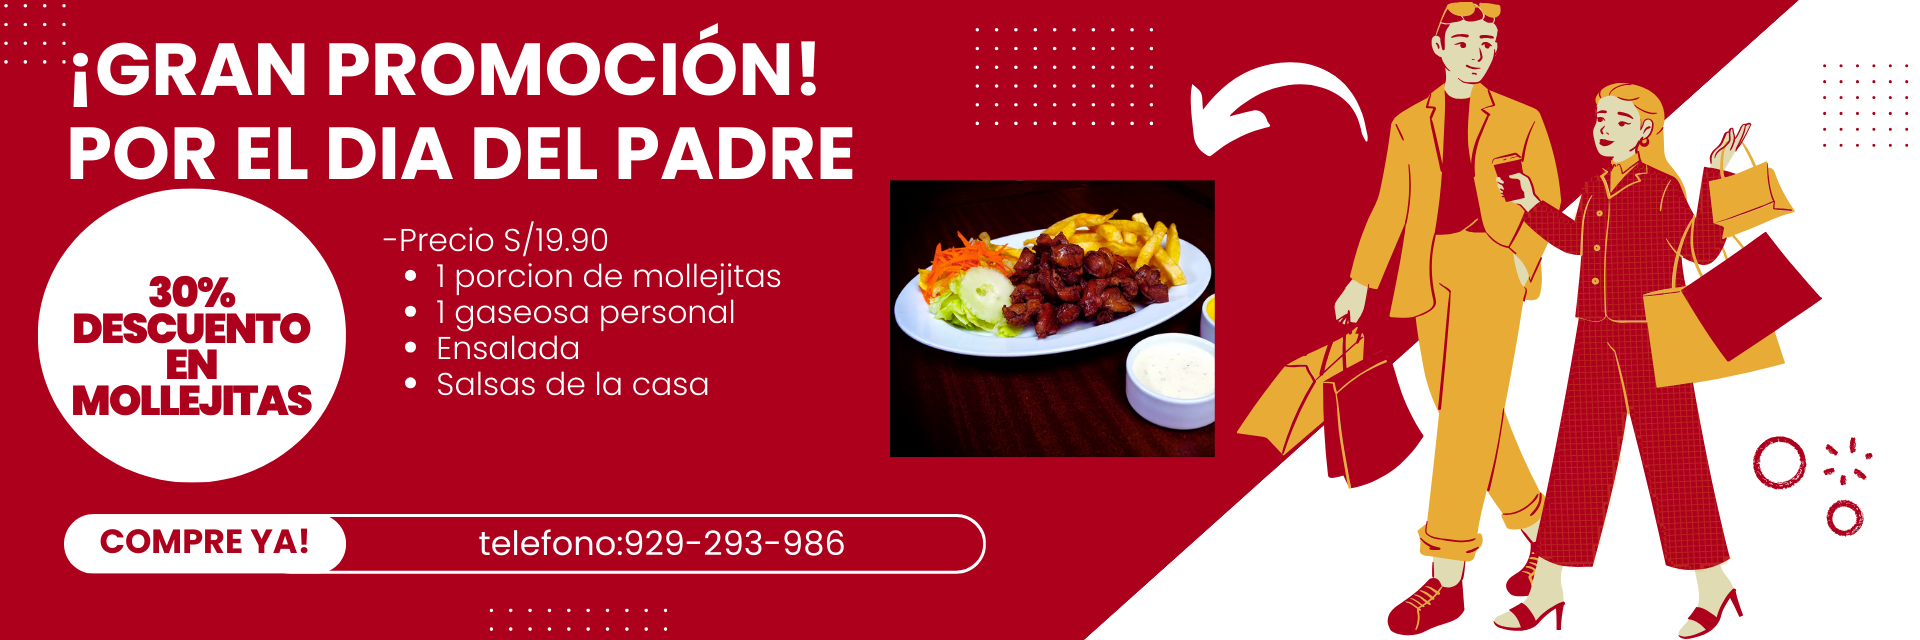 ¡GRAN PROMOCIÓN!
POR EL DIA DEL PADRE
30%
DESCUENTO
EN
MOLLEJITAS
-Precio S/19.90
• 1 porcion de mollejitas
• 1 gaseosa personal
• Ensalada
• Salsas de la casa
COMPRE YA!
telefono:929-293-986